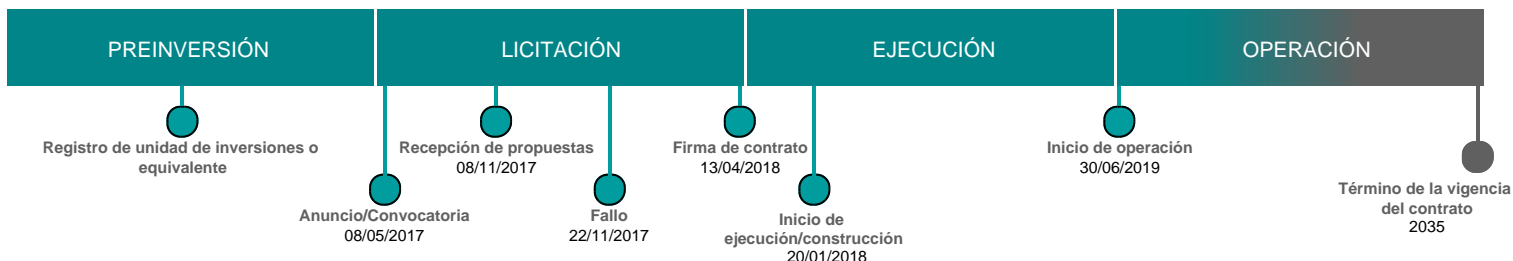 PREINVERSIÓN
LICITACIÓN
EJECUCIÓN
OPERACIÓN
Registro de unidad de inversiones o
equivalente
Anuncio/Convocatoria
08/05/2017
Recepción de propuestas
08/11/2017
Fallo
22/11/2017
Firma de contrato
13/04/2018
Inicio de
ejecución/construcción
20/01/2018
Inicio de operación
30/06/2019
Término de la vigencia
del contrato
2035